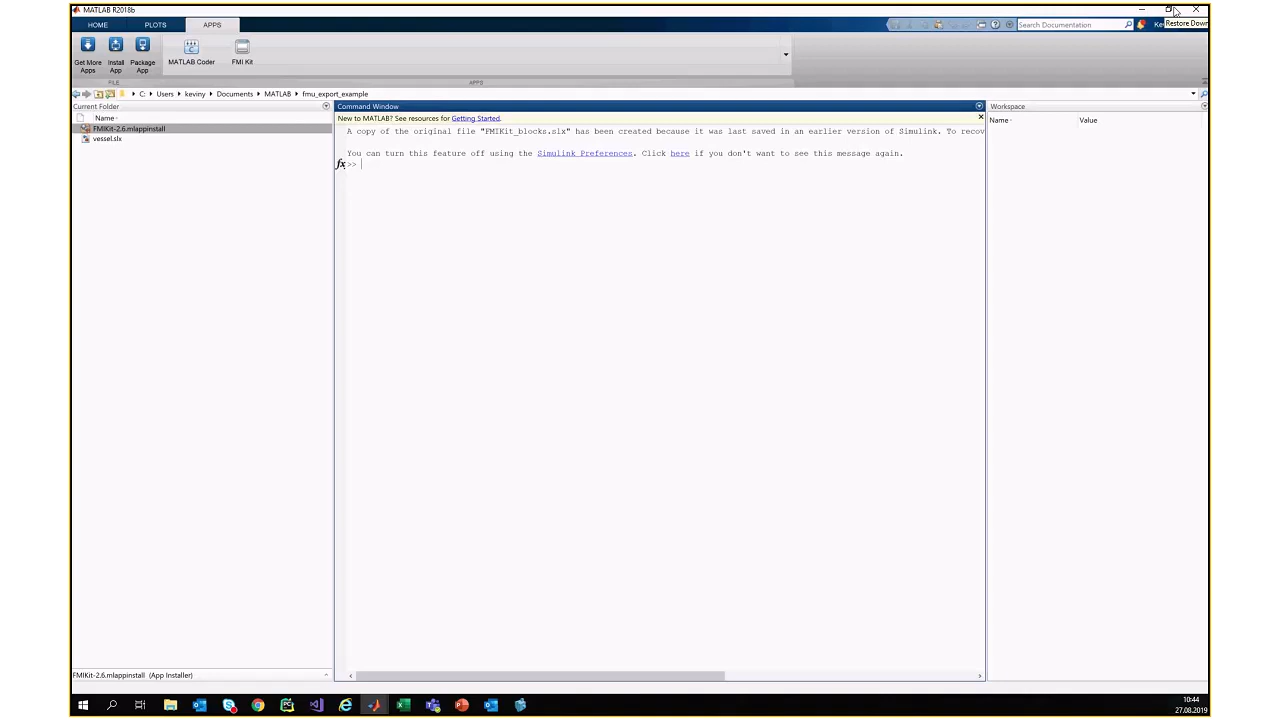 MATLAB R2018b
Restore Down
HOME
PLOTS
APPS
Search Documentation
Get More Apps
Install App
Package App
MATLAB Coder
FMI Kit
FILE
APPS
C:
Users
keviny
Documents
MATLAB
fmu_export_example
Current Folder
Name
FMIKit-2.6.mlappinstall
vessel.slx
Command Window
New to MATLAB? See resources for Getting Started.
A copy of the original file "FMIKit_blocks.slx" has been created because it was last saved in an earlier version of Simulink. To recov
You can turn this feature off using the Simulink Preferences. Click here if you don't want to see this message again.
fx >>
Workspace
Name
Value
FMIKit-2.6.mlappinstall (App Installer)
10:44
27.08.2019